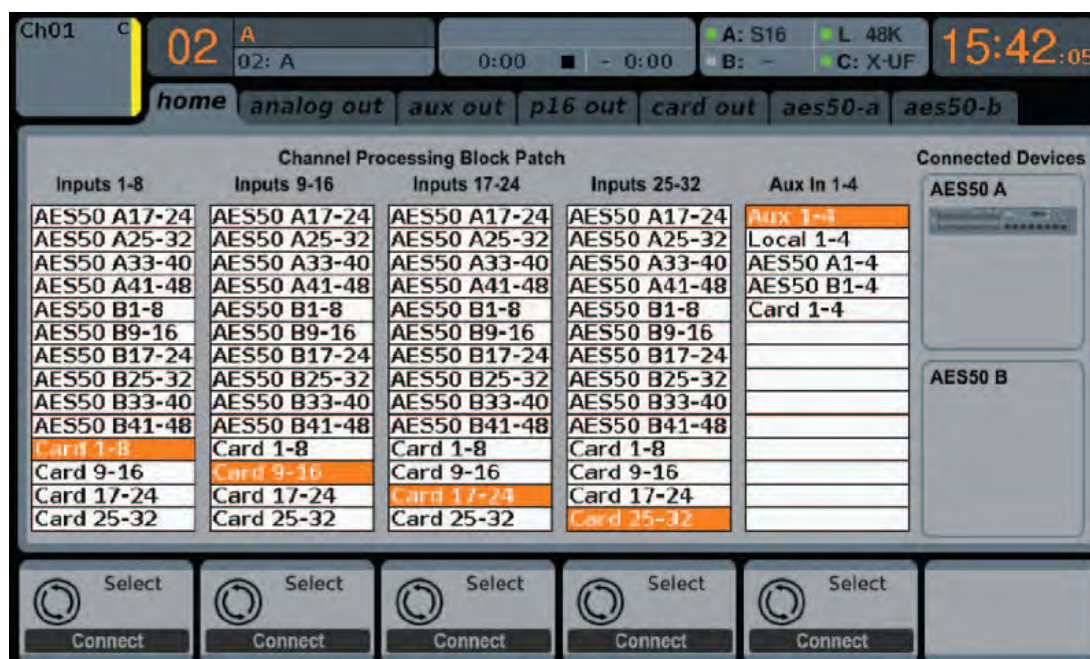 Ch01 C
02
A
02: A
0:00 - 0:00
A: S16 L 48K
B: - C: X-UF
15:42:05
home analog out aux out p16 out card out aes50-a aes50-b
Channel Processing Block Patch
Connected Devices
Inputs 1-8 Inputs 9-16 Inputs 17-24 Inputs 25-32 Aux In 1-4
AES50 A
AES50 A17-24 AES50 A17-24 AES50 A17-24 AES50 A17-24 Aux 1-4
AES50 A25-32 AES50 A25-32 AES50 A25-32 AES50 A25-32 Local 1-4
AES50 A33-40 AES50 A33-40 AES50 A33-40 AES50 A33-40 AES50 A1-4
AES50 A41-48 AES50 A41-48 AES50 A41-48 AES50 A41-48 AES50 B1-4
AES50 B1-8 AES50 B1-8 AES50 B1-8 AES50 B1-8 Card 1-4
AES50 B9-16 AES50 B9-16 AES50 B9-16 AES50 B9-16
AES50 B17-24 AES50 B17-24 AES50 B17-24 AES50 B17-24
AES50 B25-32 AES50 B25-32 AES50 B25-32 AES50 B25-32
AES50 B
AES50 B33-40 AES50 B33-40 AES50 B33-40 AES50 B33-40
AES50 B41-48 AES50 B41-48 AES50 B41-48 AES50 B41-48
Card 1-8 Card 1-8 Card 1-8 Card 1-8
Card 9-16 Card 9-16 Card 9-16 Card 9-16
Card 17-24 Card 17-24 Card 17-24 Card 17-24
Card 25-32 Card 25-32 Card 25-32 Card 25-32
Select Select Select Select Select
Connect Connect Connect Connect Connect